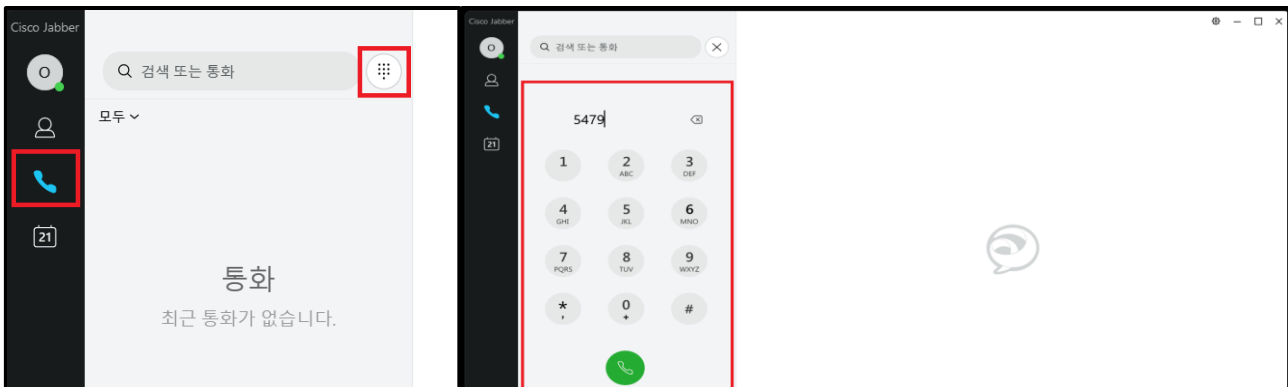 Cisco Jabber
O
검색 또는 통화
모두
21
통화
최근 통화가 없습니다.
Cisco Jabber
O
검색 또는 통화
21
5479
1
2
ABC
3
DEF
4
GHI
5
JKL
6
MNO
7
PQRS
8
TUV
9
WXYZ
*
,
0
+
#